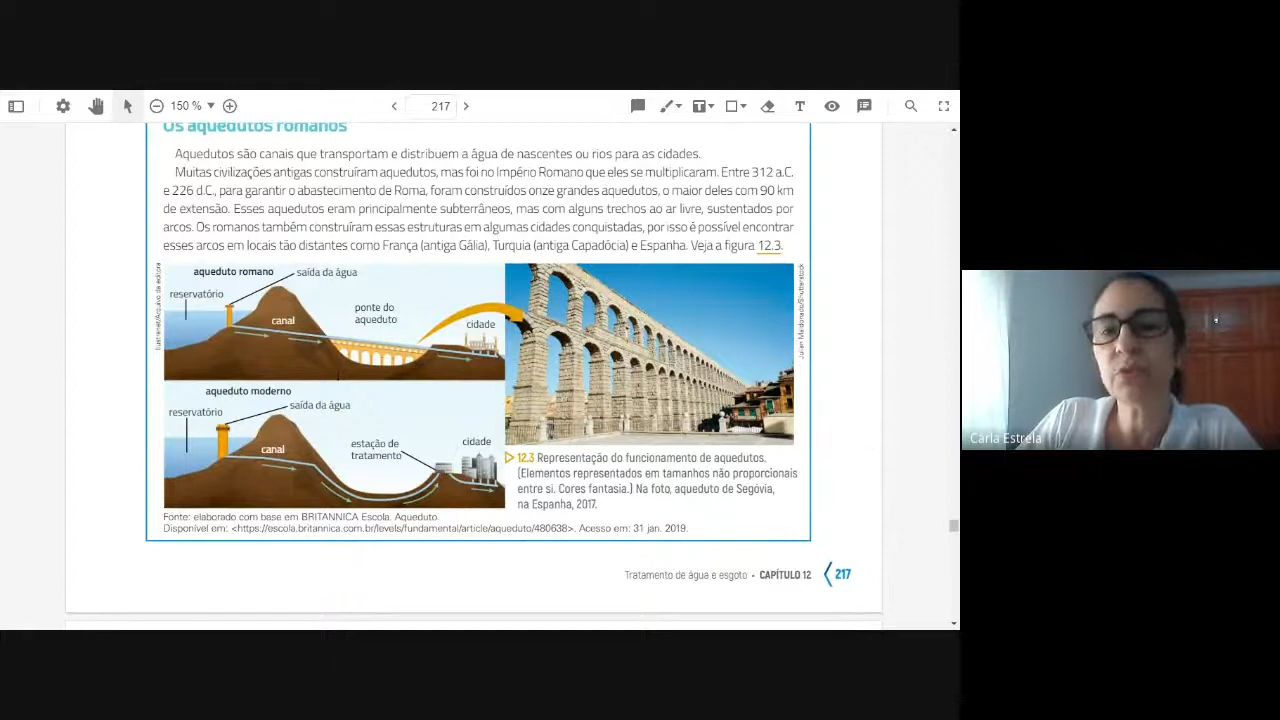 150 %
217
Os aquedutos romanos
Aquedutos são canais que transportam e distribuem a água de nascentes ou rios para as cidades.
Muitas civilizações antigas construíram aquedutos, mas foi no Império Romano que eles se multiplicaram. Entre 312 a.C.
e 226 d.C., para garantir o abastecimento de Roma, foram construídos onze grandes aquedutos, o maior deles com 90 km
de extensão. Esses aquedutos eram principalmente subterrâneos, mas com alguns trechos ao ar livre, sustentados por
arcos. Os romanos também construíram essas estruturas em algumas cidades conquistadas, por isso é possível encontrar
esses arcos em locais tão distantes como França (antiga Gália), Turquia (antiga Capadócia) e Espanha. Veja a figura 12.3.
Ilustranet/Arquivo da editora
aqueduto romano
saída da água
reservatório
canal
ponte do
aqueduto
cidade
aqueduto moderno
saída da água
reservatório
canal
estação de
tratamento
cidade
Julian Maldonado/Shutterstock
12.3 Representação do funcionamento de aquedutos.
(Elementos representados em tamanhos não proporcionais
entre si. Cores fantasia.) Na foto, aqueduto de Segóvia,
na Espanha, 2017.
Fonte: elaborado com base em BRITANNICA Escola. Aqueduto.
Disponível em: <https://escola.britannica.com.br/levels/fundamental/article/aqueduto/480638>. Acesso em: 31 jan. 2019.
Tratamento de água e esgoto • CAPÍTULO 12
217
Carla Estrela